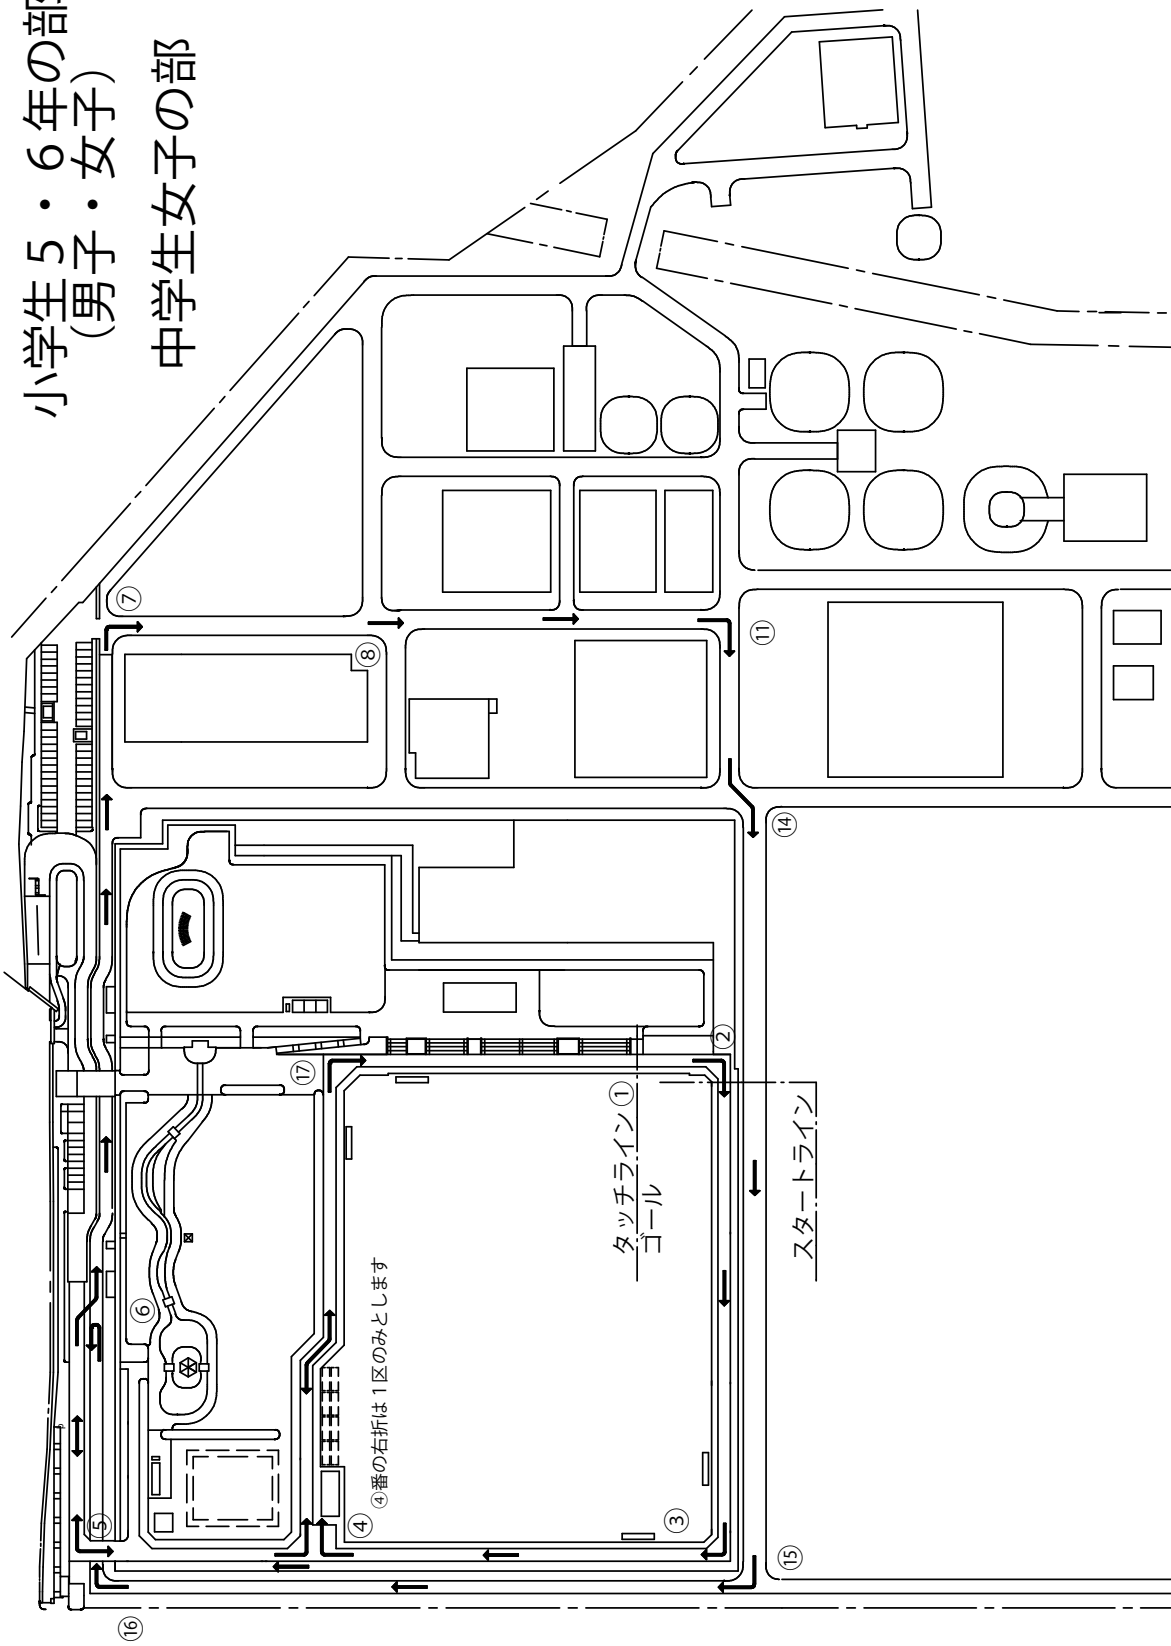 小学生５・６年の部
（男子・女子）
中学生女子の部
⑦
⑧
⑪
⑭
②
⑰
タッチライン①
ゴール
スタートライン
⑥
④番の右折は１区のみとします
④
③
⑤
⑮
⑯